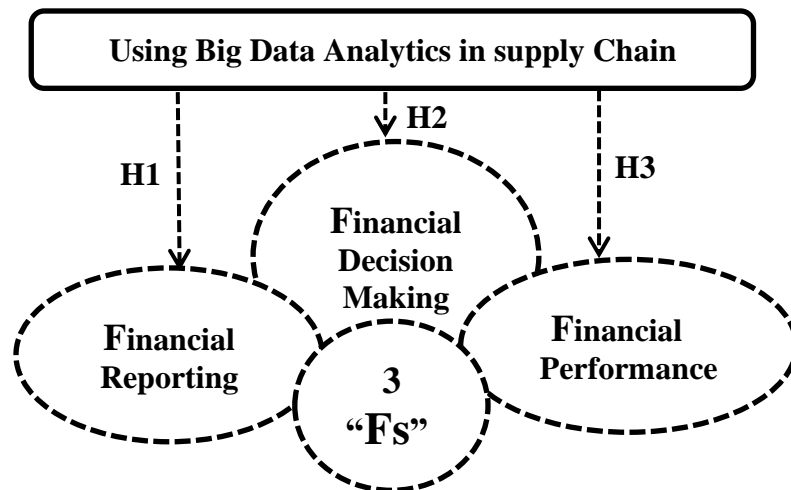 Using Big Data Analytics in supply Chain
H1
H2
H3
Financial
Decision
Making
Financial
Reporting
Financial
Performance
3
“Fs”